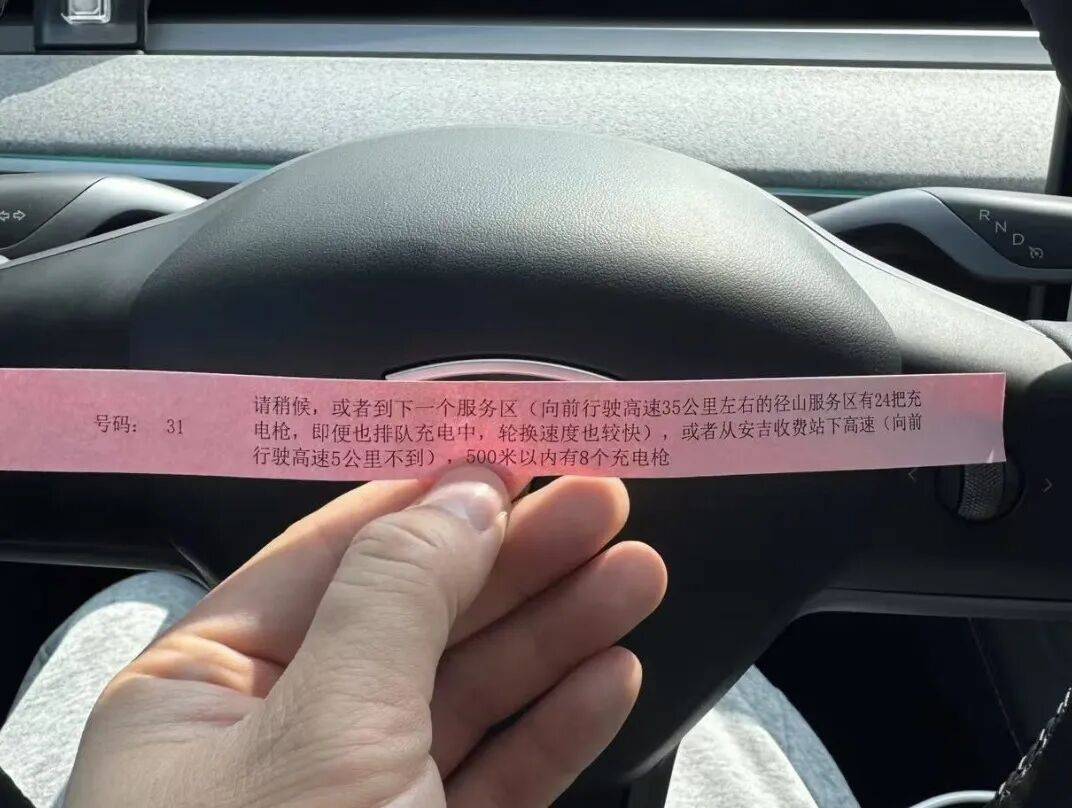 号码： 31
请稍候，或者到下一个服务区（向前行驶高速35公里左右的径山服务区有24把充
电枪，即便也排队充电中，轮换速度也较快），或者从安吉收费站下高速（向前
行驶高速5公里不到），500米以内有8个充电枪
R
N
D